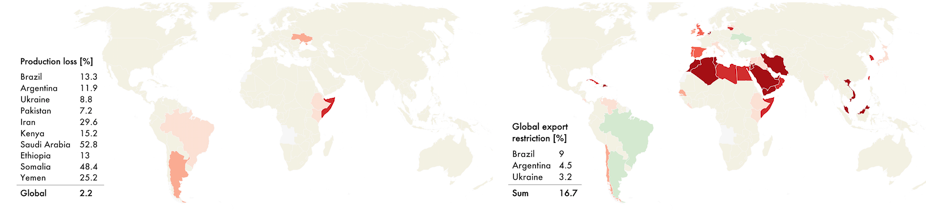 Production loss [%]
Brazil 13.3
Argentina 11.9
Ukraine 8.8
Pakistan 7.2
Iran 29.6
Kenya 15.2
Saudi Arabia 52.8
Ethiopia 13
Somalia 48.4
Yemen 25.2
Global 2.2
Global export
restriction [%]
Brazil 9
Argentina 4.5
Ukraine 3.2
Sum 16.7